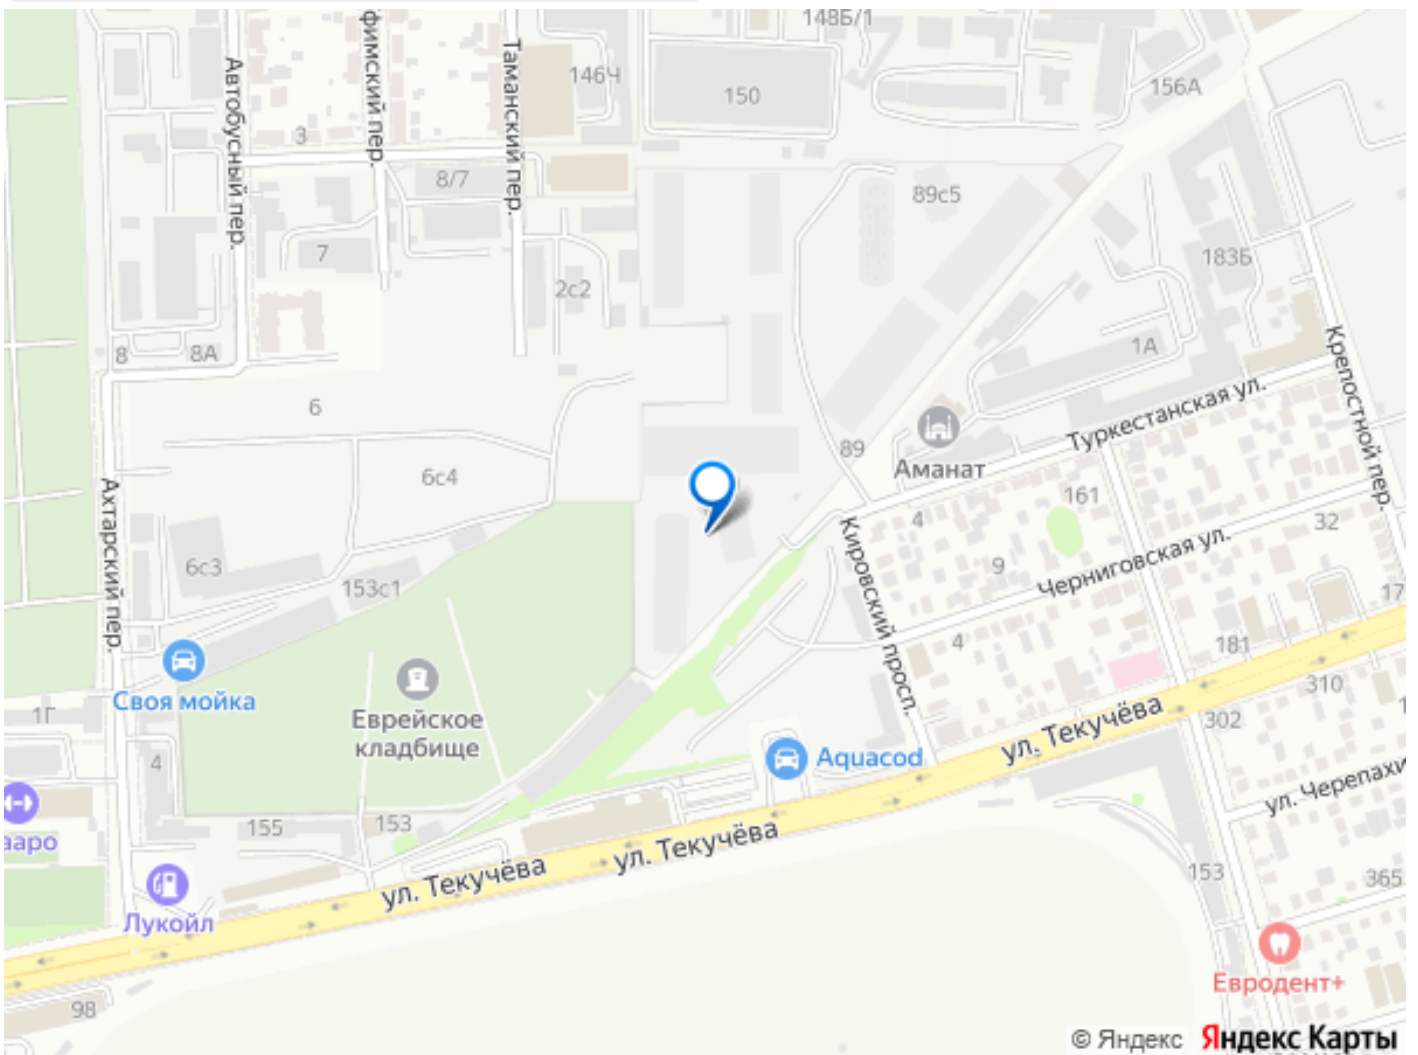 148Б/1
Автобусный пер.
фимский пер.
Таманский пер.
146Ч
150
156А
3
8/7
89с5
7
183Б
2с2
8
8А
1А
Крепостной пер.
6
Туркестанская ул.
89
Аманат
6с4
161
Ахтарский пер.
4
Кировский просп.
32
6с3
153с1
9
Черниговская ул.
17
4
181
Своя мойка
1Г
Еврейское
кладбище
310
302
ул. Текучёва
4
Aquacod
ул. Черепахи
аaро
155
153
ул. Текучёва
ул. Текучёва
153
365
Лукойл
Евродент+
98
© Яндекс Яндекс Карты